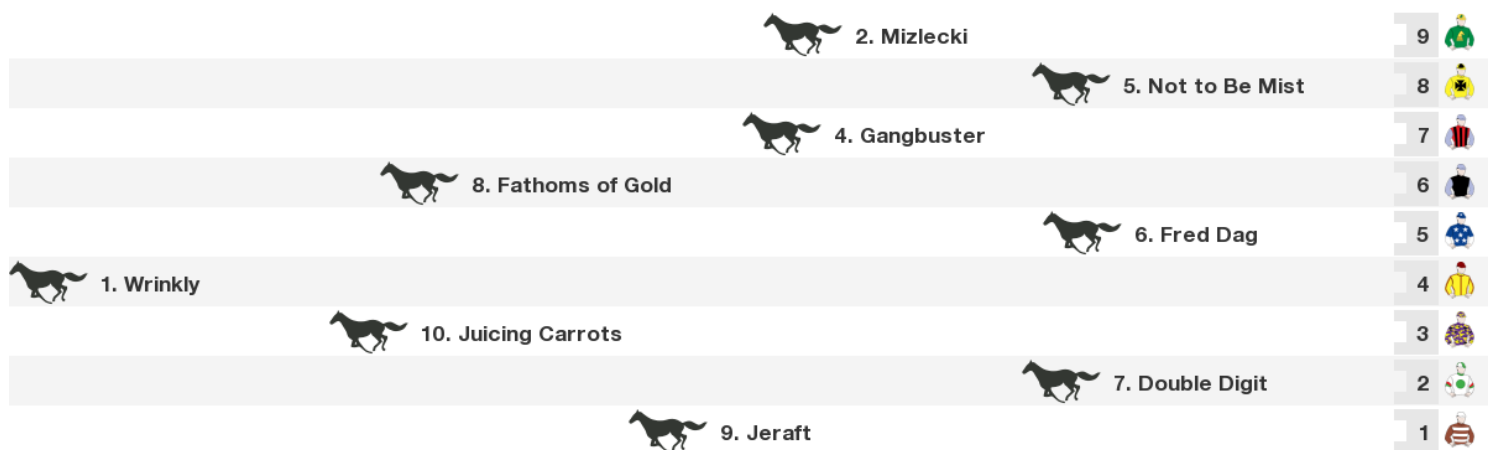 2. Mizlecki 9
5. Not to Be Mist 8
4. Gangbuster 7
8. Fathoms of Gold 6
6. Fred Dag 5
1. Wrinkly 4
10. Juicing Carrots 3
7. Double Digit 2
9. Jeraft 1